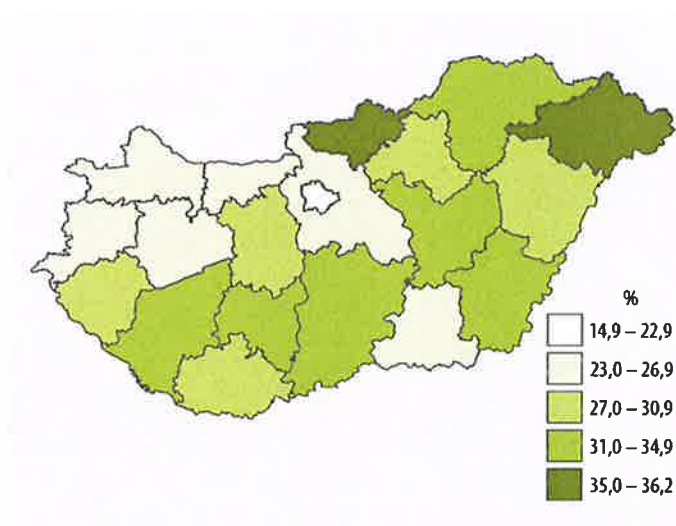 %
14,9 – 22,9
23,0 – 26,9
27,0 – 30,9
31,0 – 34,9
35,0 – 36,2